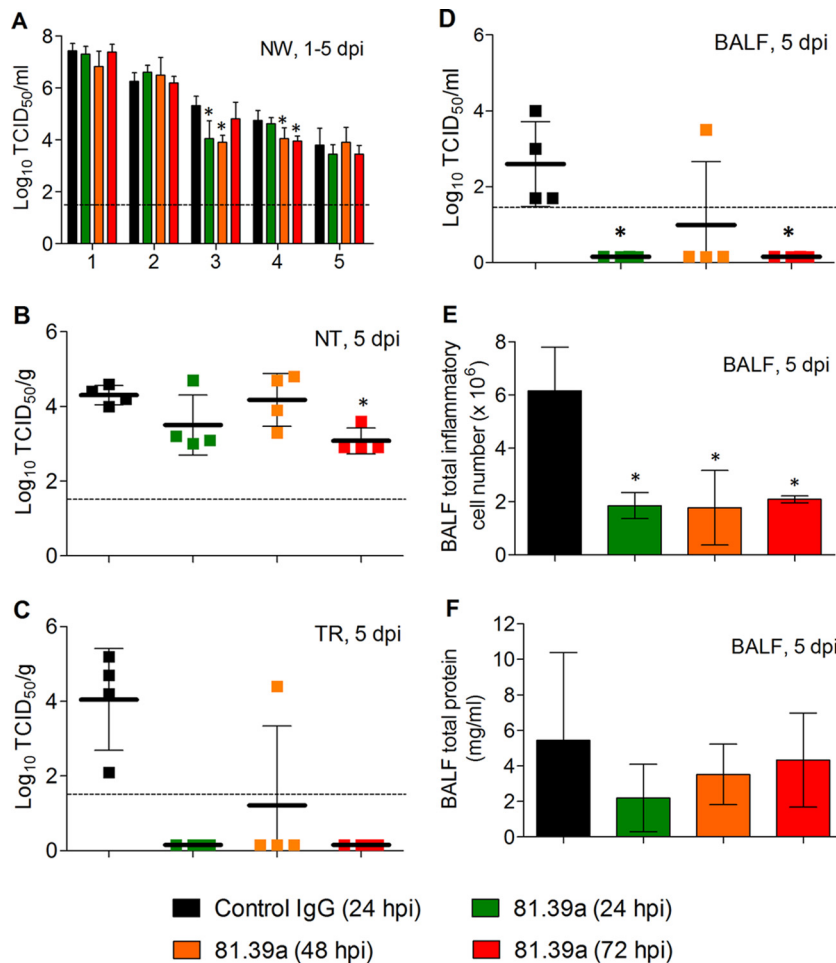 A
NW, 1-5 dpi
Log10 TCID50/ml
8
6
4
2
0
* * * *
1 2 3 4 5
B
NT, 5 dpi
Log10 TCID50/g
6
4
2
0
*
C
TR, 5 dpi
Log10 TCID50/g
6
4
2
0
D
BALF, 5 dpi
Log10 TCID50/ml
6
4
2
0
* *
E
BALF, 5 dpi
BALF total inflammatory
cell number (x 10^6)
8
6
4
2
0
* * *
F
BALF, 5 dpi
BALF total protein
(mg/ml)
12
10
8
6
4
2
0
Control IgG (24 hpi)
81.39a (24 hpi)
81.39a (48 hpi)
81.39a (72 hpi)